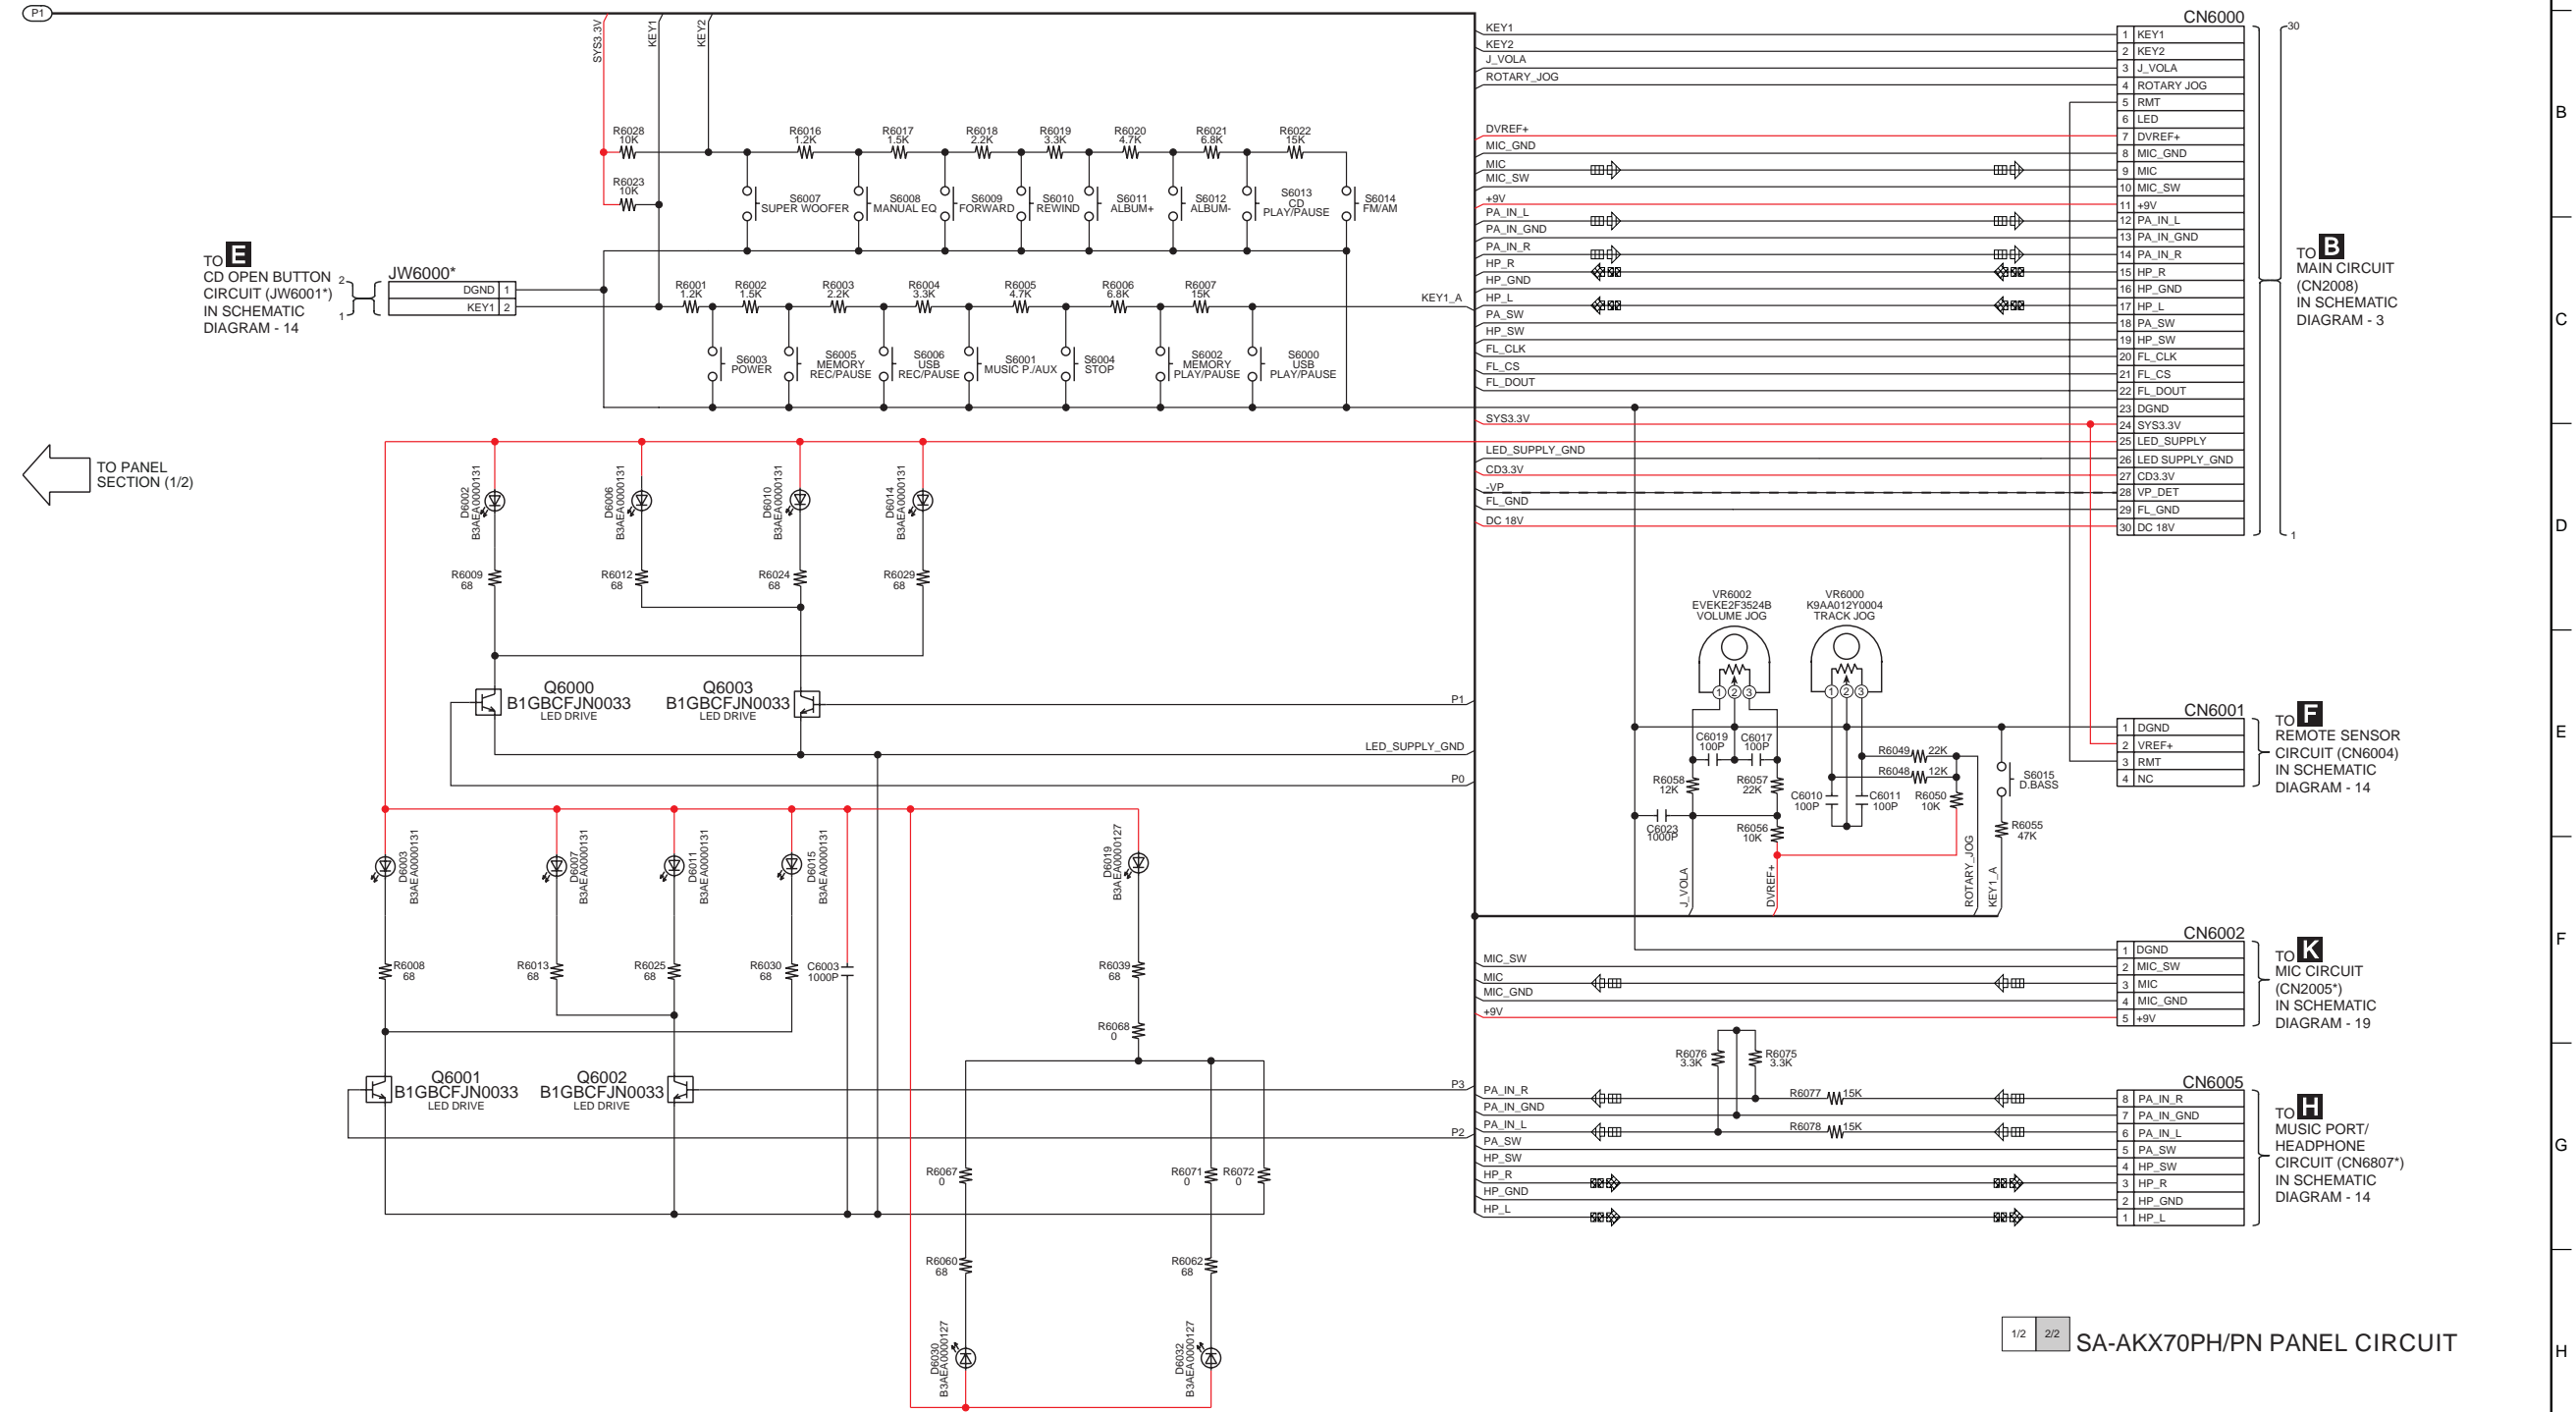 P1
SYS3.3V
KEY1
KEY2
R6028
10K
R6023
10K
R6016
1.2K
R6017
1.5K
R6018
2.2K
R6019
3.3K
R6020
4.7K
R6021
6.8K
R6022
15K
S6007
SUPER WOOFER
S6008
MANUAL EQ
S6009
FORWARD
S6010
REWIND
S6011
ALBUM+
S6012
ALBUM-
S6013
CD
PLAY/PAUSE
S6014
FM/AM
TO E
CD OPEN BUTTON
CIRCUIT (JW6001*)
IN SCHEMATIC
DIAGRAM - 14
2
1
JW6000*
DGND 1
KEY1 2
R6001
1.2K
R6002
1.5K
R6003
2.2K
R6004
3.3K
R6005
4.7K
R6006
6.8K
R6007
15K
KEY1_A
S6003
POWER
S6005
MEMORY
REC/PAUSE
S6006
USB
REC/PAUSE
S6001
MUSIC P./AUX
S6004
STOP
S6002
MEMORY
PLAY/PAUSE
S6000
USB
PLAY/PAUSE
TO PANEL
SECTION (1/2)
D6002
B3AEA0000131
D6006
B3AEA0000131
D6010
B3AEA0000131
D6014
B3AEA0000131
R6009
68
R6012
68
R6024
68
R6029
68
Q6000
B1GBCFJN0033
LED DRIVE
Q6003
B1GBCFJN0033
LED DRIVE
P1
LED_SUPPLY_GND
P0
D6003
B3AEA0000131
D6007
B3AEA0000131
D6011
B3AEA0000131
D6015
B3AEA0000131
D6019
B3AEA0000127
R6008
68
R6013
68
R6025
68
R6030
68
C6003
1000P
R6039
68
R6068
0
Q6001
B1GBCFJN0033
LED DRIVE
Q6002
B1GBCFJN0033
LED DRIVE
P3
P2
R6067
0
R6071
0
R6072
0
R6060
68
R6062
68
D6030
B3AEA0000127
D6032
B3AEA0000127
KEY1
KEY2
J_VOLA
ROTARY_JOG
DVREF+
MIC_GND
MIC
MIC_SW
+9V
PA_IN_L
PA_IN_GND
PA_IN_R
HP_R
HP_GND
HP_L
PA_SW
HP_SW
FL_CLK
FL_CS
FL_DOUT
SYS3.3V
LED_SUPPLY_GND
CD3.3V
-VP
FL_GND
DC 18V
CN6000
1 KEY1
2 KEY2
3 J_VOLA
4 ROTARY JOG
5 RMT
6 LED
7 DVREF+
8 MIC_GND
9 MIC
10 MIC_SW
11 +9V
12 PA_IN_L
13 PA_IN_GND
14 PA_IN_R
15 HP_R
16 HP_GND
17 HP_L
18 PA_SW
19 HP_SW
20 FL_CLK
21 FL_CS
22 FL_DOUT
23 DGND
24 SYS3.3V
25 LED_SUPPLY
26 LED SUPPLY_GND
27 CD3.3V
28 VP_DET
29 FL_GND
30 DC 18V
30
1
TO B
MAIN CIRCUIT
(CN2008)
IN SCHEMATIC
DIAGRAM - 3
VR6002
EVEKE2F3524B
VOLUME JOG
1 2 3
VR6000
K9AA012Y0004
TRACK JOG
1 2 3
C6019
100P
C6017
100P
R6058
12K
R6057
22K
C6023
1000P
R6056
10K
C6010
100P
C6011
100P
R6049 22K
R6048 12K
R6050
10K
S6015
D.BASS
R6055
47K
J_VOLA
DVREF+
ROTARY_JOG
KEY1_A
CN6001
1 DGND
2 VREF+
3 RMT
4 NC
TO F
REMOTE SENSOR
CIRCUIT (CN6004)
IN SCHEMATIC
DIAGRAM - 14
MIC_SW
MIC
MIC_GND
+9V
CN6002
1 DGND
2 MIC_SW
3 MIC
4 MIC_GND
5 +9V
TO K
MIC CIRCUIT
(CN2005*)
IN SCHEMATIC
DIAGRAM - 19
R6076
3.3K
R6075
3.3K
R6077 15K
R6078 15K
PA_IN_R
PA_IN_GND
PA_IN_L
PA_SW
HP_SW
HP_R
HP_GND
HP_L
CN6005
8 PA_IN_R
7 PA_IN_GND
6 PA_IN_L
5 PA_SW
4 HP_SW
3 HP_R
2 HP_GND
1 HP_L
TO H
MUSIC PORT/
HEADPHONE
CIRCUIT (CN6807*)
IN SCHEMATIC
DIAGRAM - 14
B
C
D
E
F
G
H
1/2 2/2 SA-AKX70PH/PN PANEL CIRCUIT